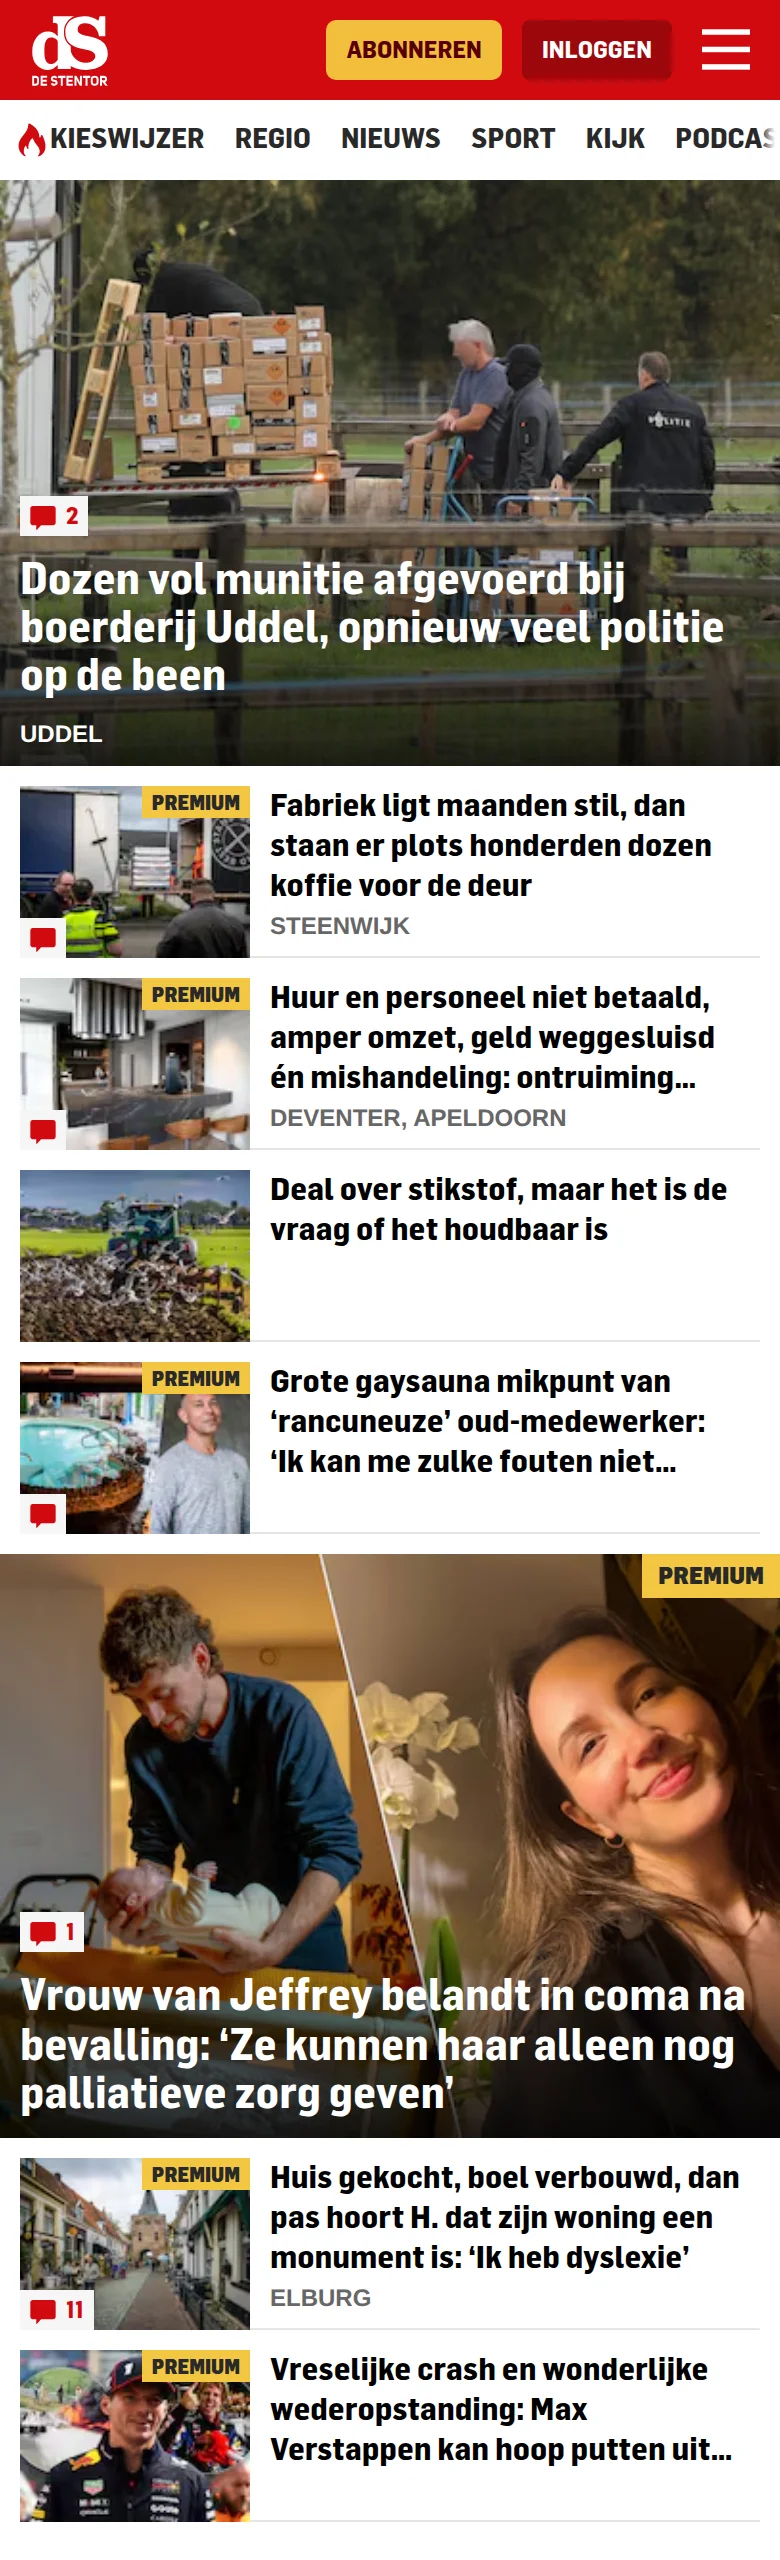 dS
DE STENTOR
ABONNEREN
INLOGGEN
KIESWIJZER REGIO NIEUWS SPORT KIJK PODCAS
POLITIE
2
Dozen vol munitie afgevoerd bij
boerderij Uddel, opnieuw veel politie
op de been
UDDEL
PREMIUM
Fabriek ligt maanden stil, dan
staan er plots honderden dozen
koffie voor de deur
STEENWIJK
PREMIUM
Huur en personeel niet betaald,
amper omzet, geld weggesluisd
én mishandeling: ontruiming...
DEVENTER, APELDOORN
Deal over stikstof, maar het is de
vraag of het houdbaar is
PREMIUM
Grote gaysauna mikpunt van
‘rancuneuze’ oud-medewerker:
‘Ik kan me zulke fouten niet...
PREMIUM
1
Vrouw van Jeffrey belandt in coma na
bevalling: ‘Ze kunnen haar alleen nog
palliatieve zorg geven’
PREMIUM
11
Huis gekocht, boel verbouwd, dan
pas hoort H. dat zijn woning een
monument is: ‘Ik heb dyslexie’
ELBURG
PREMIUM
1
Vreselijke crash en wonderlijke
wederopstanding: Max
Verstappen kan hoop putten uit...